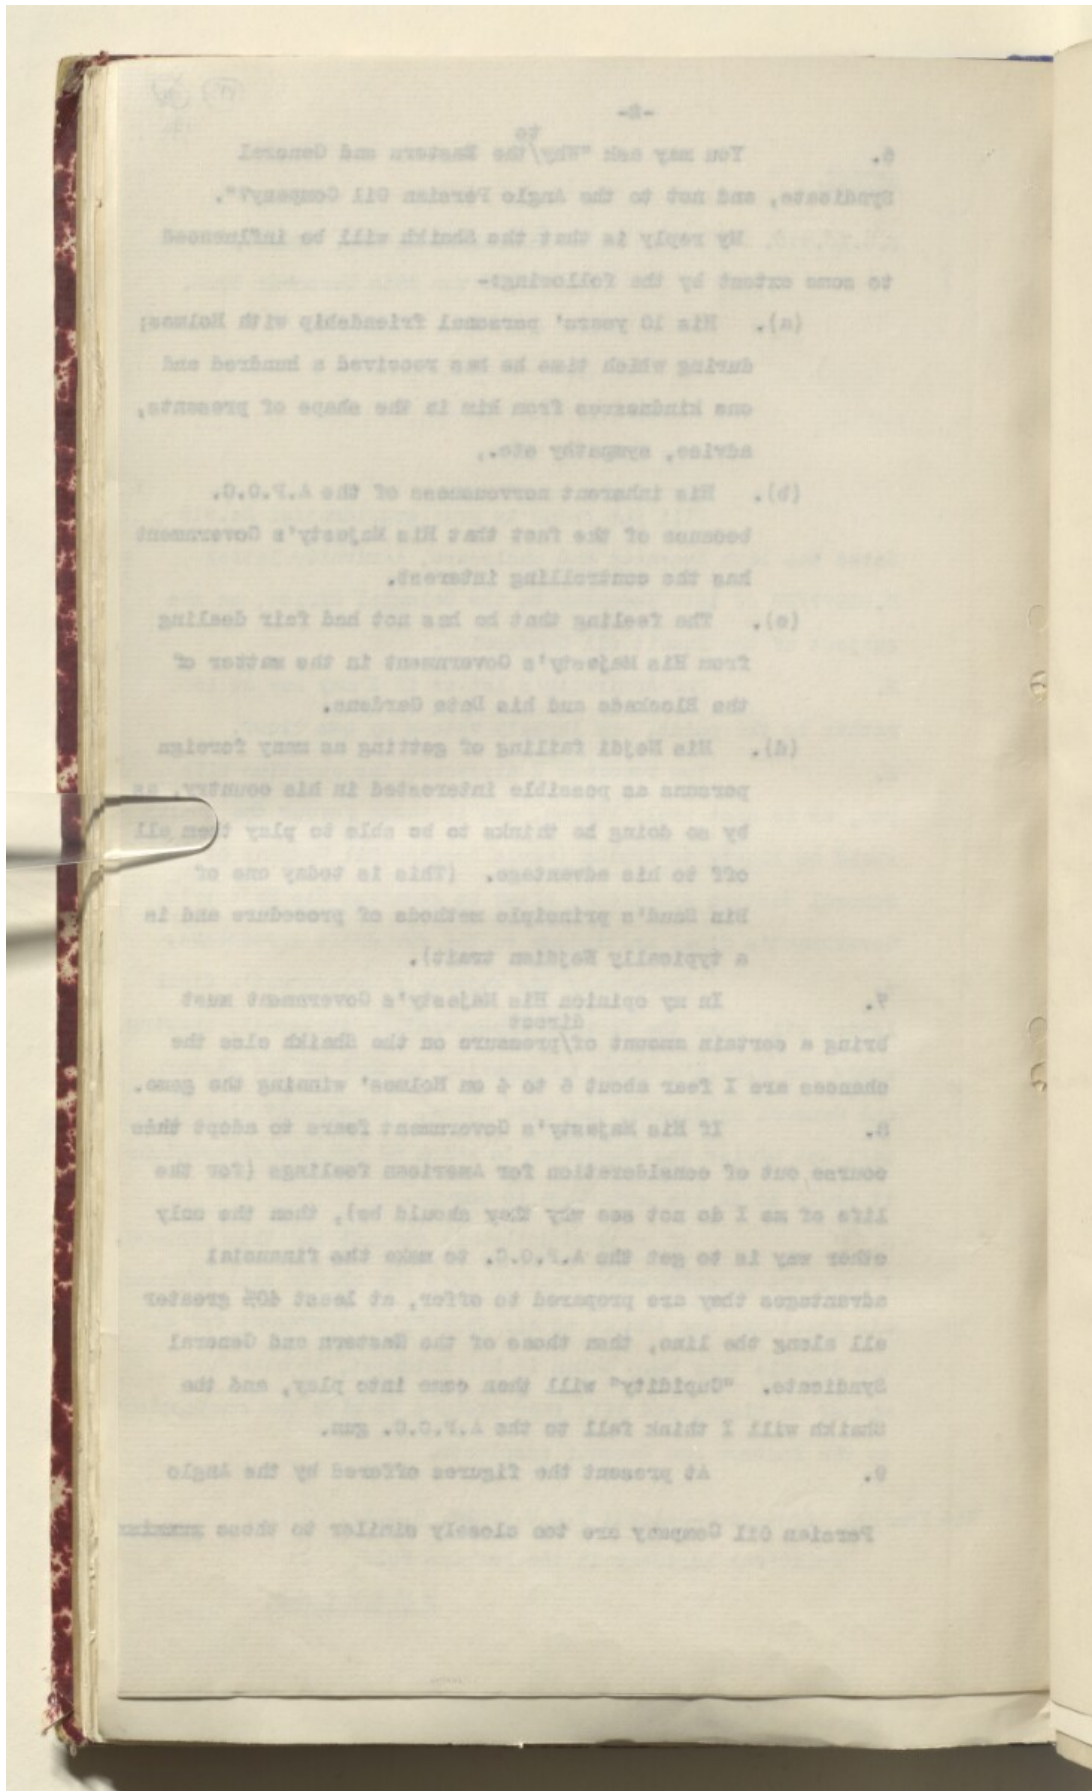 -2-
6. You may ask "Why/to the Eastern and General
Syndicate, and not to the Anglo Persian Oil Company?".
My reply is that the Shaikh will be influenced
to some extent by the following:-
(a). His 10 years' personal friendship with Holmes;
during which time he has received a hundred and
one kindnesses from him in the shape of presents,
advice, sympathy etc.,
(b). His inherent nervousness of the A.P.O.C.
because of the fact that His Majesty's Government
has the controlling interest.
(c). The feeling that he has not had fair dealing
from His Majesty's Government in the matter of
the Blockade and his Date Gardens.
(d). His Nejdi failing of getting as many foreign
persons as possible interested in his country, as
by so doing he thinks to be able to play them all
off to his advantage. (This is today one of
Bin Saud's principle methods of procedure and is
a typically Nejdian trait).
7. In my opinion His Majesty's Government must
bring a certain amount of/direct pressure on the Shaikh else the
chances are I fear about 6 to 4 on Holmes' winning the game.
8. If His Majesty's Government fears to adopt this
course out of consideration for American feelings (for the
life of me I do not see why they should be), then the only
other way is to get the A.P.O.C. to make the financial
advantages they are prepared to offer, at least 40% greater
all along the line, than those of the Eastern and General
Syndicate. "Cupidity" will then come into play, and the
Shaikh will I think fall to the A.P.O.C. gun.
9. At present the figures offered by the Anglo
Persian Oil Company are too closely similar to those